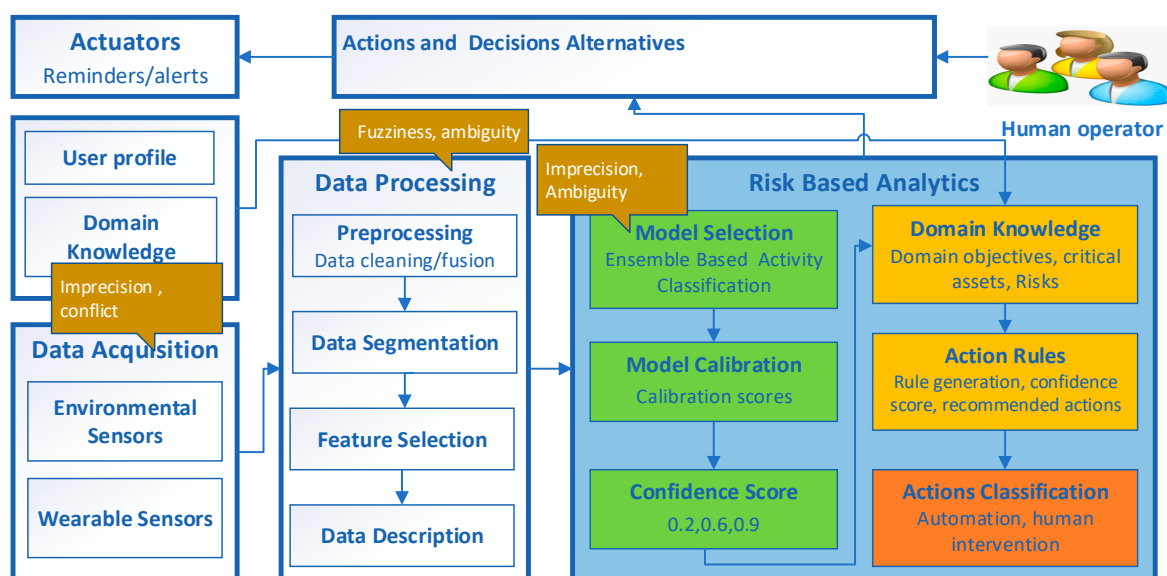 Actuators
Reminders/alerts
Actions and Decisions Alternatives
Human operator
User profile
Domain
Knowledge
Imprecision ,
conflict
Data Acquisition
Environmental
Sensors
Wearable Sensors
Fuzziness, ambiguity
Data Processing
Preprocessing
Data cleaning/fusion
Data Segmentation
Feature Selection
Data Description
Imprecision,
Ambiguity
Risk Based Analytics
Model Selection
Ensemble Based Activity
Classification
Model Calibration
Calibration scores
Confidence Score
0.2,0.6,0.9
Domain Knowledge
Domain objectives, critical
assets, Risks
Action Rules
Rule generation, confidence
score, recommended actions
Actions Classification
Automation, human
intervention